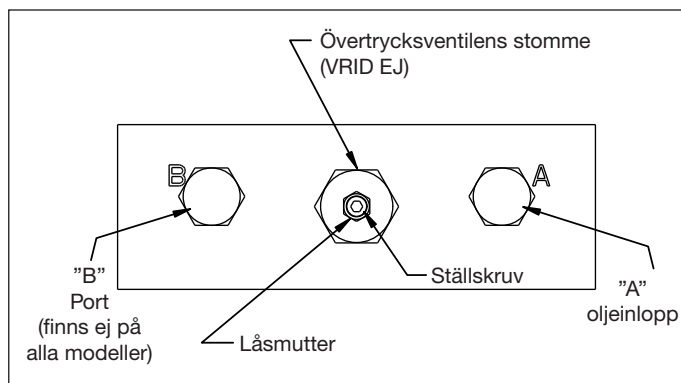 Övertrycksventilens stomme
(VRID EJ)
B
A
Ställskruv
Låsmutter
"B"
Port
(finns ej på
alla modeller)
”A”
oljeinlopp